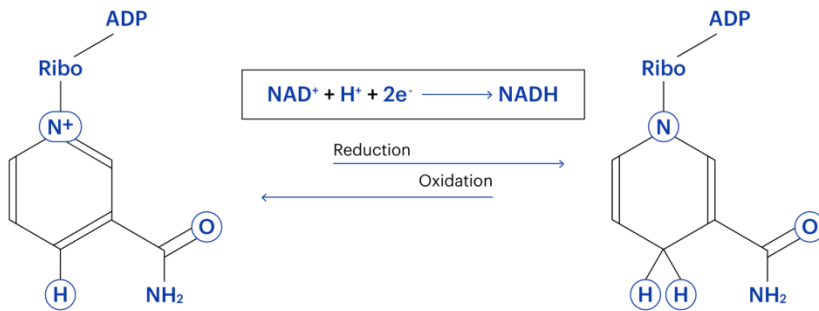 ADP
Ribo
N⁺
O
H
NH₂
NAD⁺ + H⁺ + 2e⁻ ⟶ NADH
Reduction
Oxidation
ADP
Ribo
N
O
H H
NH₂